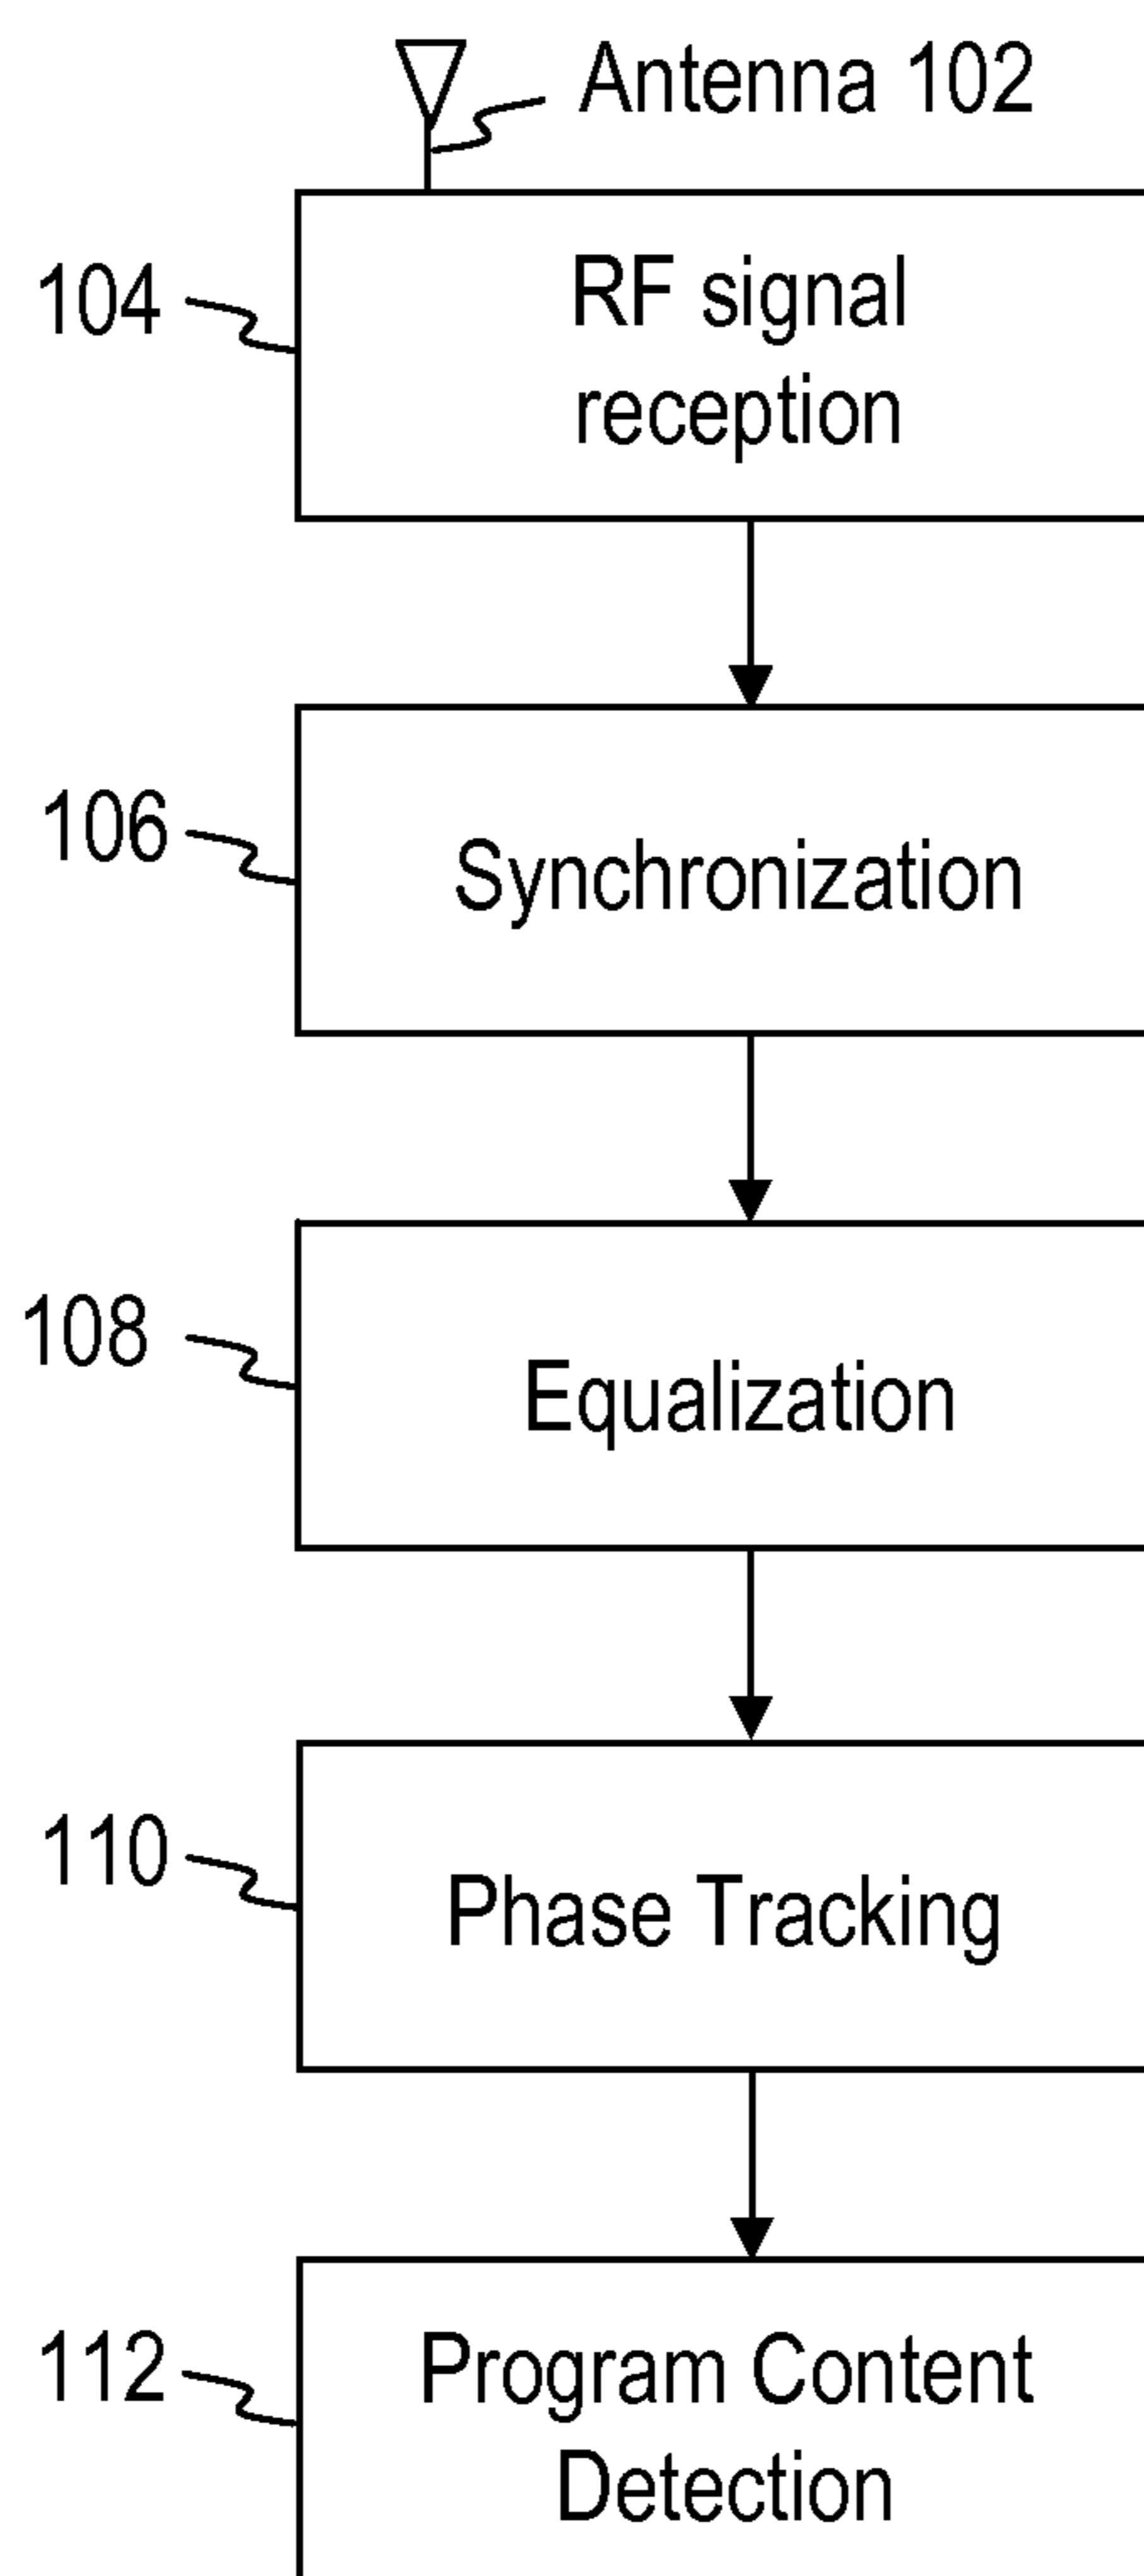 Antenna 102
104
RF signal
reception
106
Synchronization
108
Equalization
110
Phase Tracking
112
Program Content
Detection